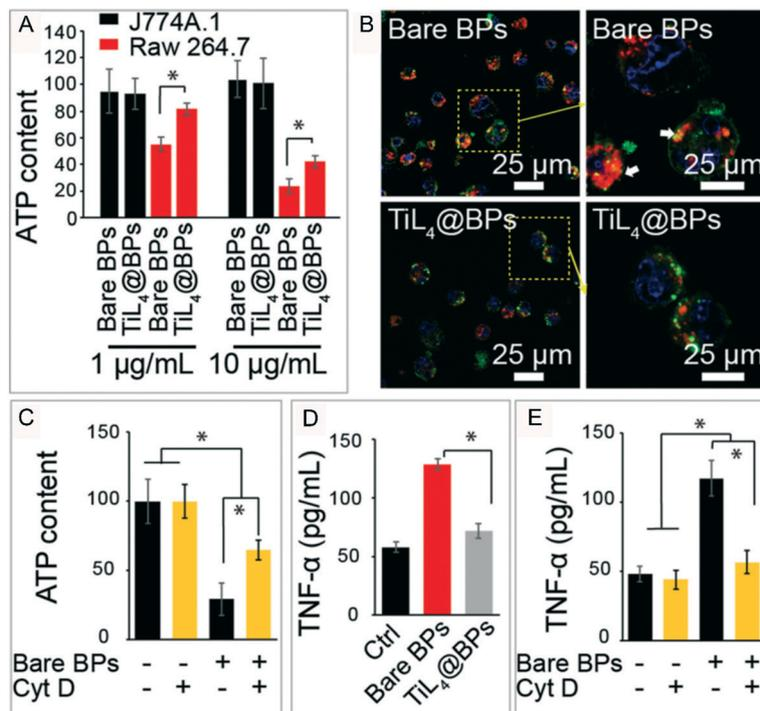 A
J774A.1
Raw 264.7
ATP content
140
120
100
80
60
40
20
0
*
*
Bare BPs
TiL₄@BPs
Bare BPs
TiL₄@BPs
Bare BPs
TiL₄@BPs
Bare BPs
TiL₄@BPs
1 µg/mL
10 µg/mL
B
Bare BPs
25 µm
Bare BPs
25 µm
TiL₄@BPs
25 µm
TiL₄@BPs
25 µm
C
ATP content
150
100
50
0
*
*
Bare BPs - - + +
Cyt D - + - +
D
TNF-α (pg/mL)
150
100
50
0
*
Ctrl
Bare BPs
TiL₄@BPs
E
TNF-α (pg/mL)
150
100
50
0
*
*
Bare BPs - - + +
Cyt D - + - +